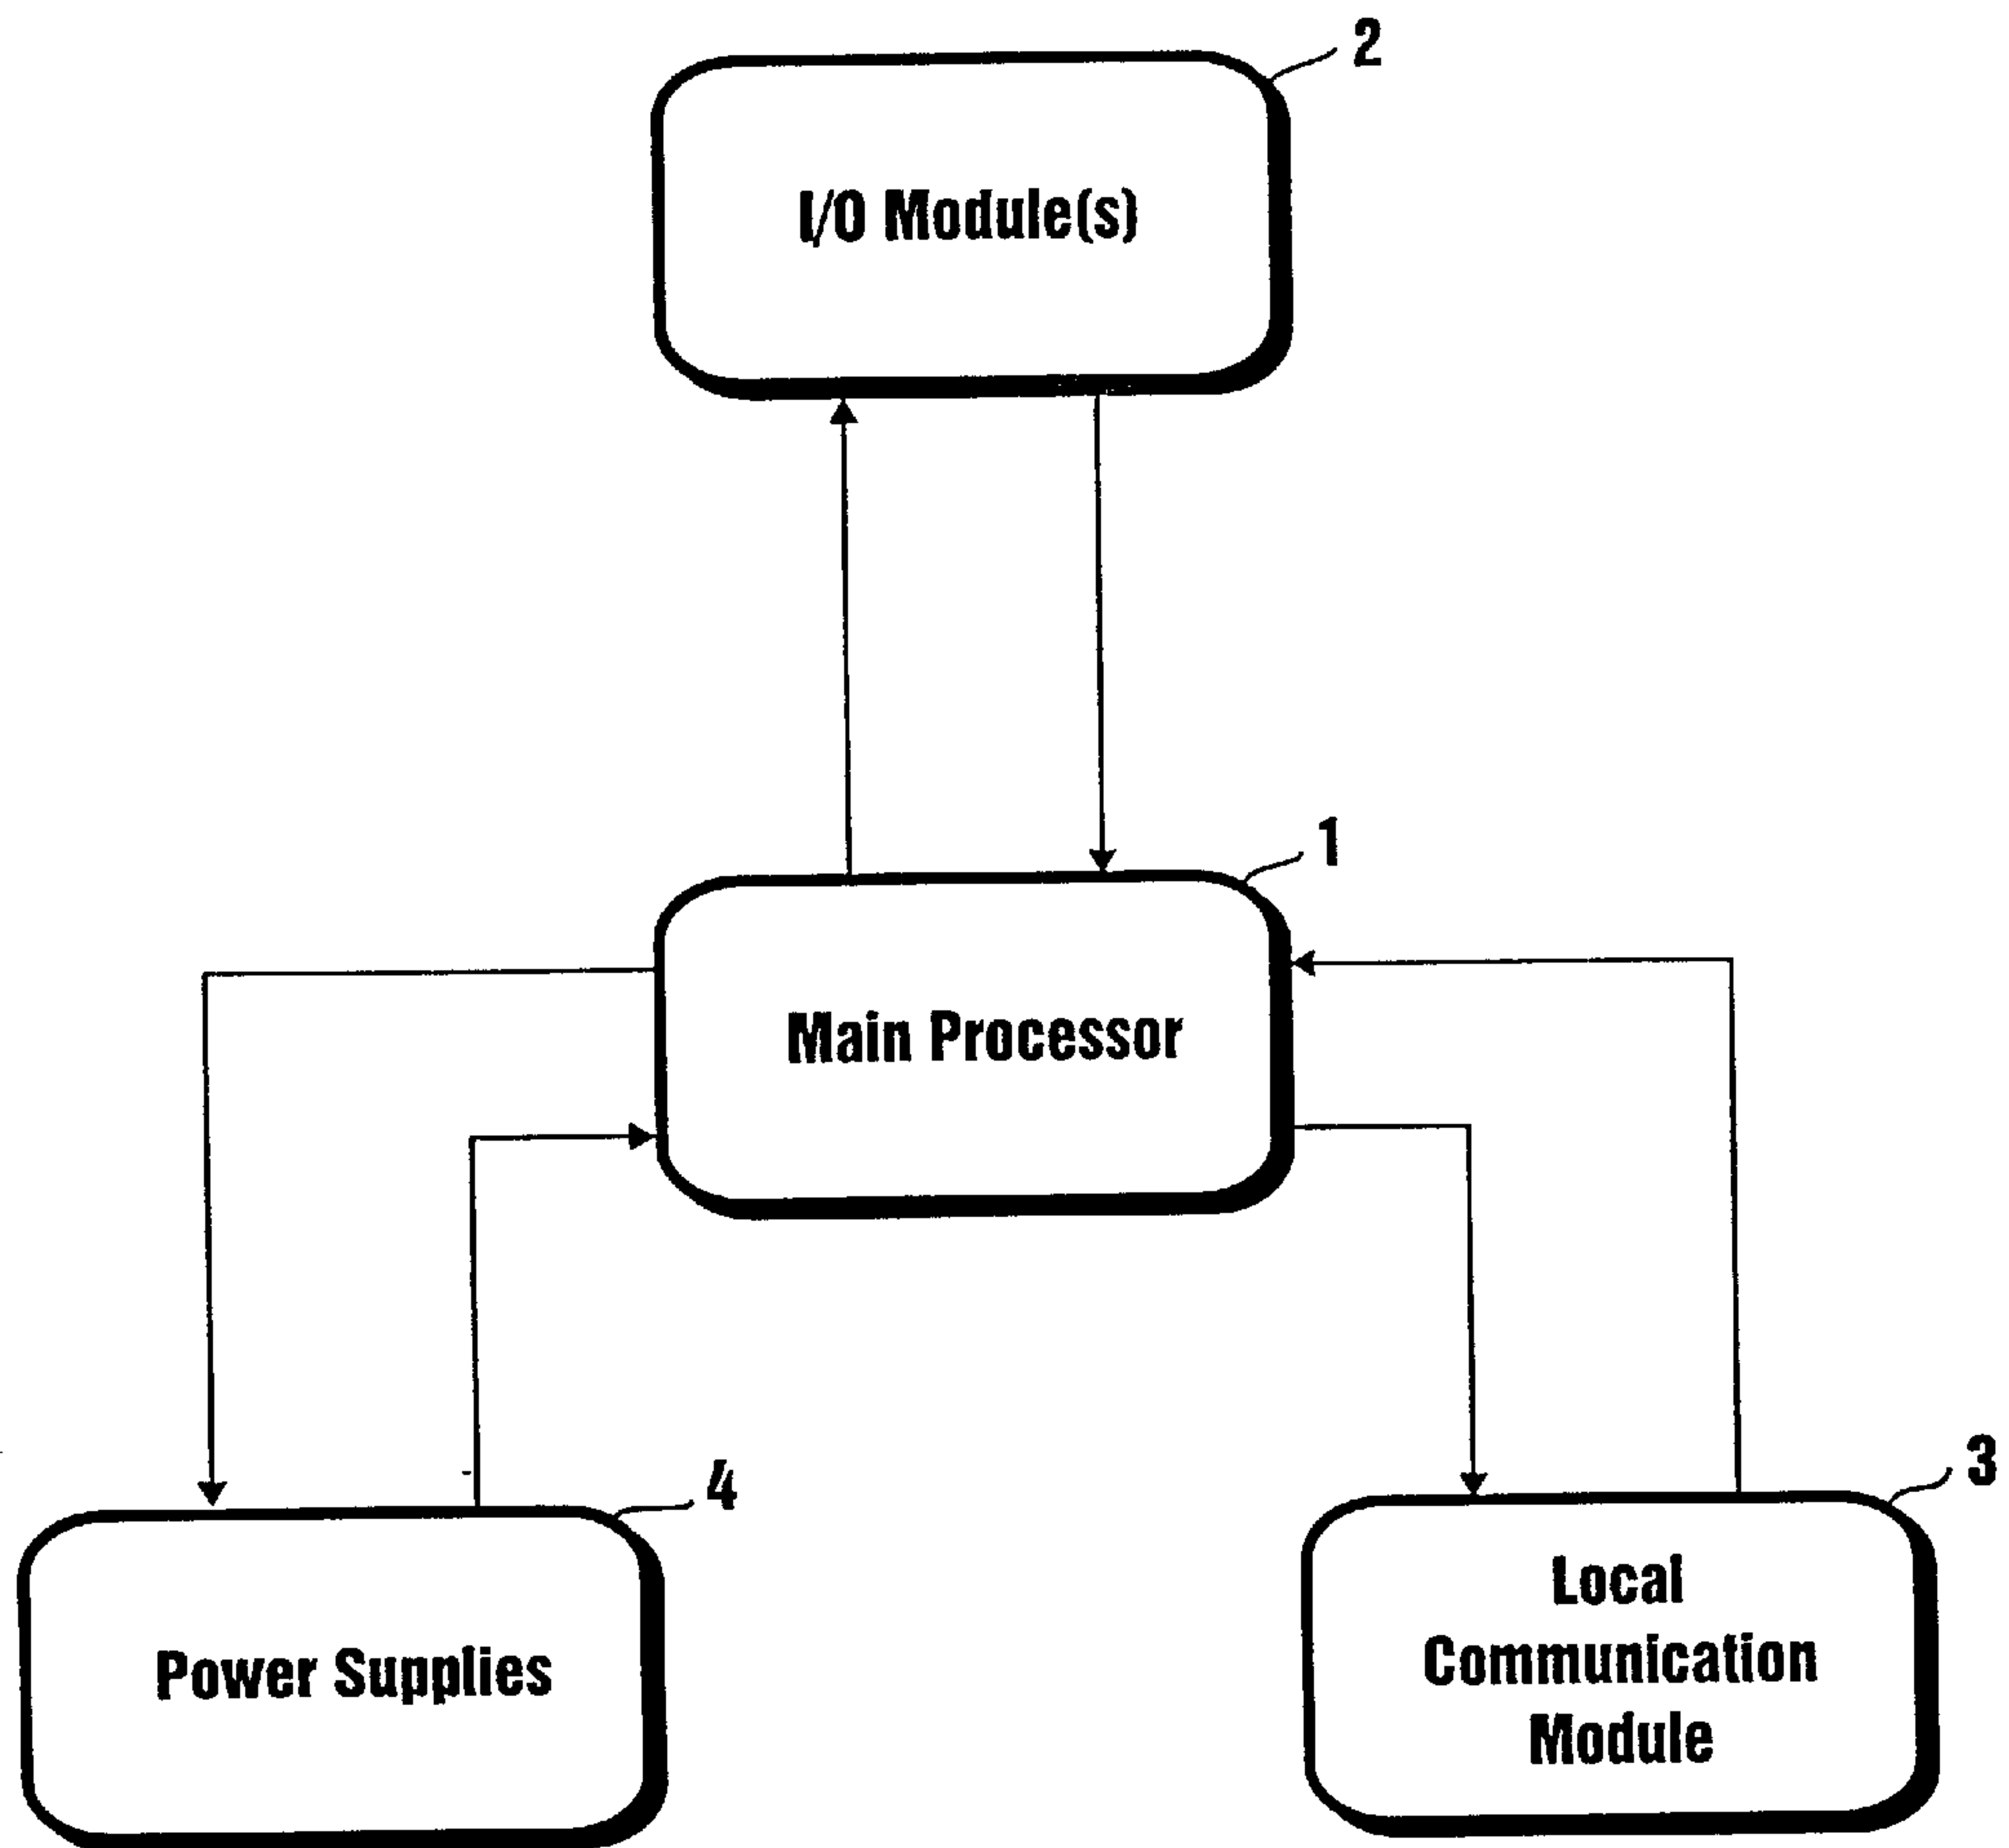 2
I/O Module(s)
1
Main Processor
4
Power Supplies
3
Local
Communication
Module